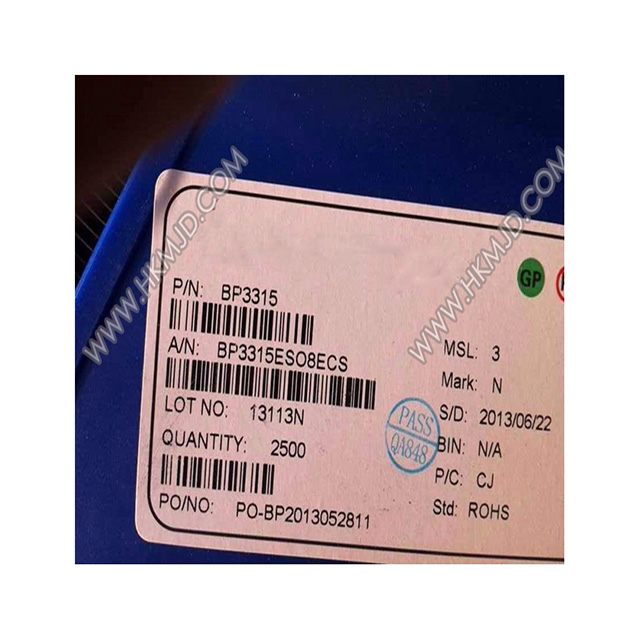 WWW.HKMJD.COM
WWW.HKMJD.COM
GP
P/N: BP3315
A/N: BP3315ESO8ECS
LOT NO: 13113N
QUANTITY: 2500
PO/NO: PO-BP2013052811
MSL: 3
Mark: N
S/D: 2013/06/22
BIN: N/A
P/C: CJ
Std: ROHS
PASS
QA848